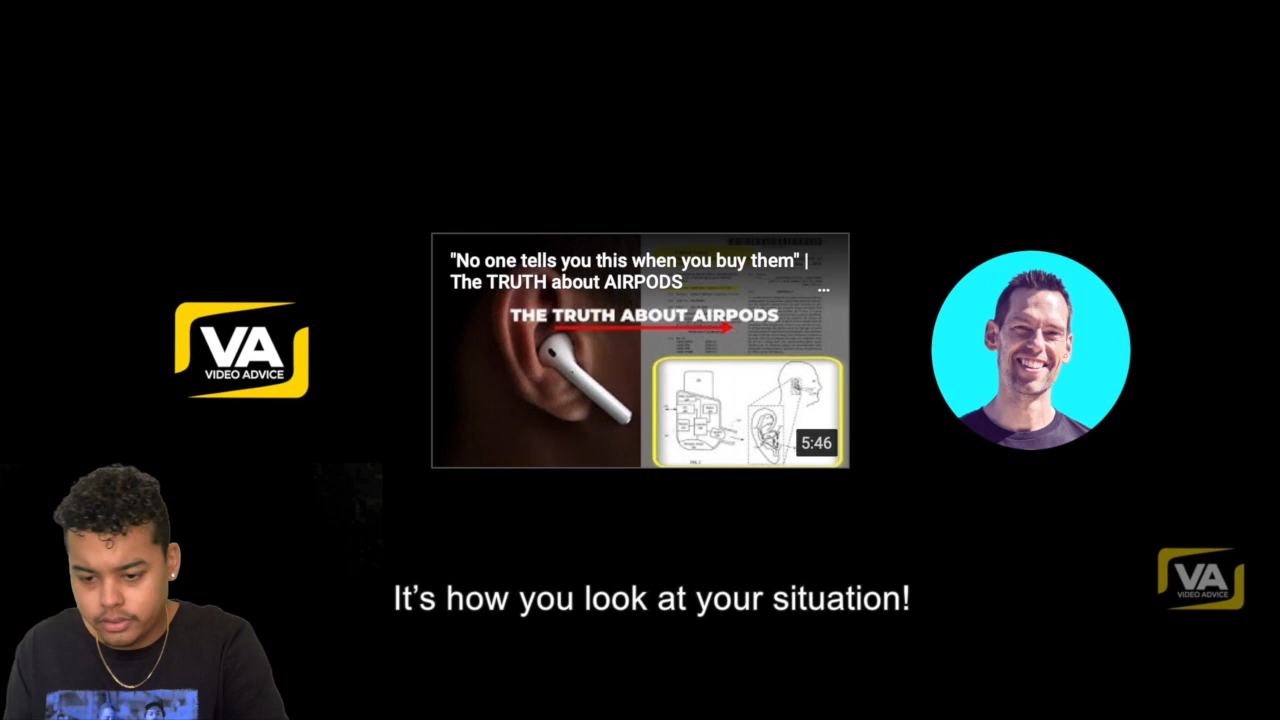 "No one tells you this when you buy them" |
The TRUTH about AIRPODS
THE TRUTH ABOUT AIRPODS
VA
VIDEO ADVICE
5:46
It's how you look at your situation!
VA
VIDEO ADVICE